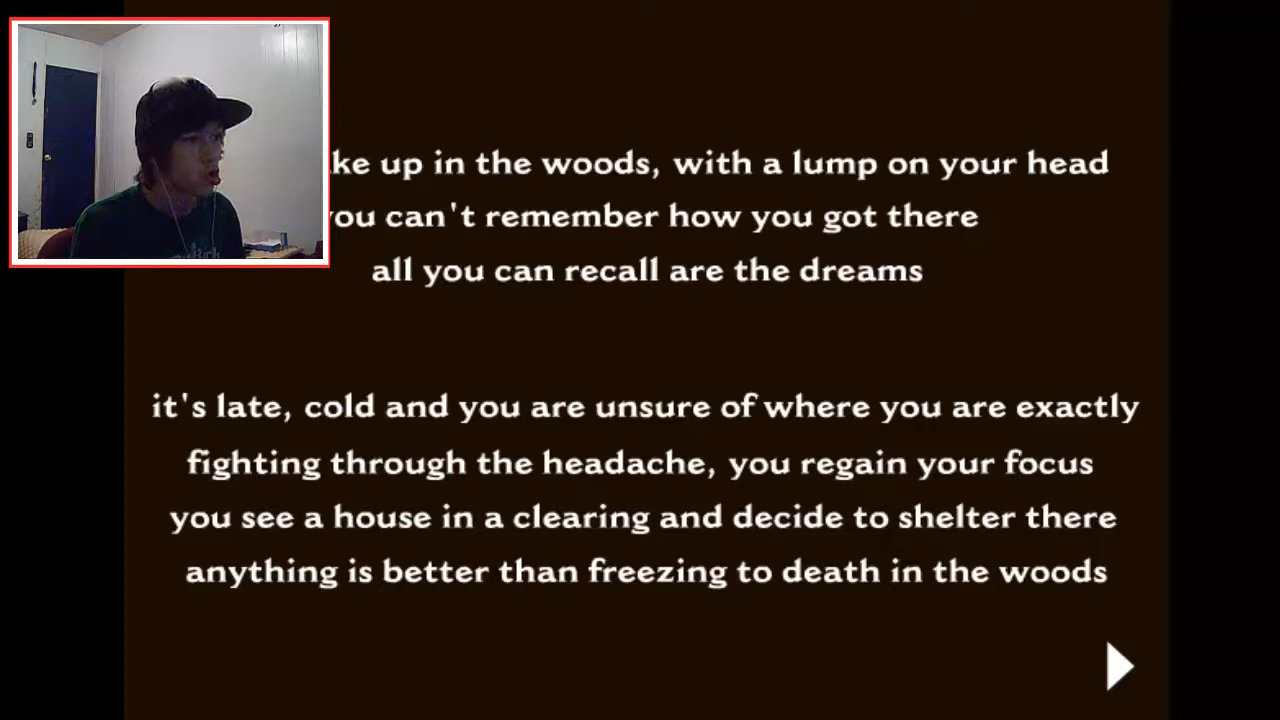 ke up in the woods, with a lump on your head
you can't remember how you got there
all you can recall are the dreams
it's late, cold and you are unsure of where you are exactly
fighting through the headache, you regain your focus
you see a house in a clearing and decide to shelter there
anything is better than freezing to death in the woods